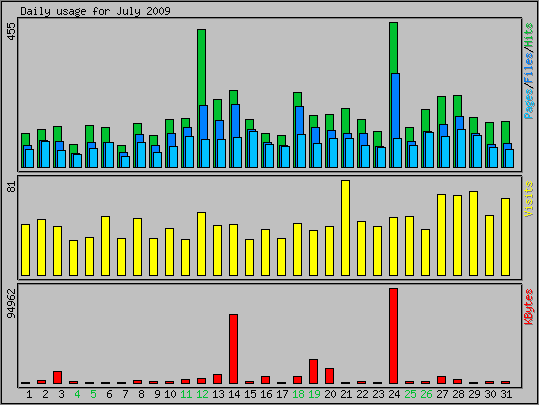 Daily usage for July 2009
455
Pages/Files/Hits
81
Visits
94962
KBytes
1 2 3 4 5 6 7 8 9 10 11 12 13 14 15 16 17 18 19 20 21 22 23 24 25 26 27 28 29 30 31